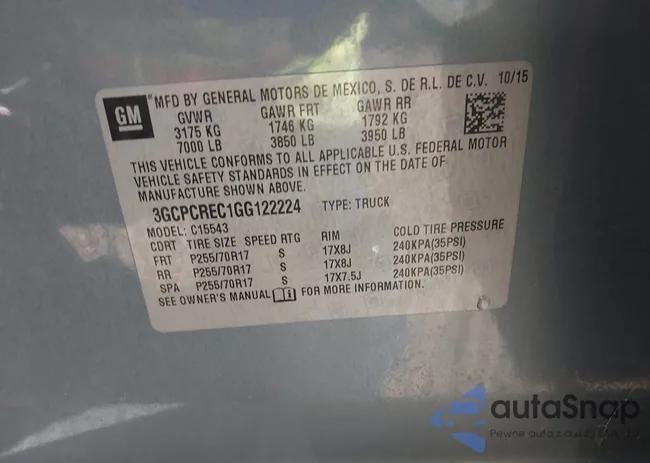 GM
"MFD BY GENERAL MOTORS DE MEXICO, S. DE R.L. DE C.V. 10/15
GVWR GAWR FRT GAWR RR
3175 KG 1746 KG 1792 KG
7000 LB 3850 LB 3950 LB
THIS VEHICLE CONFORMS TO ALL APPLICABLE U.S. FEDERAL MOTOR
VEHICLE SAFETY STANDARDS IN EFFECT ON THE DATE OF
MANUFACTURE SHOWN ABOVE.
3GCPCREC1GG122224 TYPE: TRUCK
MODEL: C15543
CDRT TIRE SIZE SPEED RTG RIM COLD TIRE PRESSURE
FRT P255/70R17 S 17X8J 240KPA(35PSI)
RR P255/70R17 S 17X8J 240KPA(35PSI)
SPA P255/70R17 S 17X7.5J 240KPA(35PSI)
SEE OWNER'S MANUAL FOR MORE INFORMATION.
autaSnap
Pewne auta z